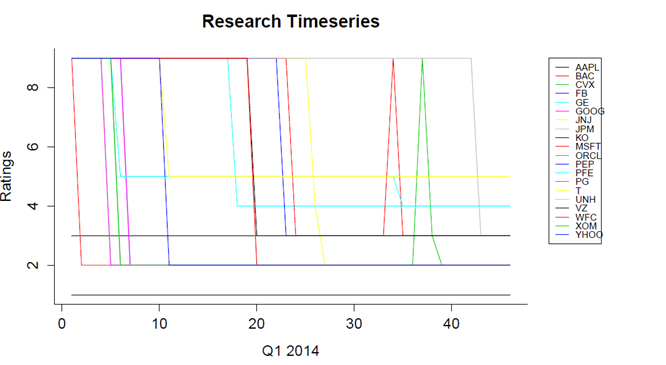 Research Timeseries
Ratings
8
6
4
2
0
10
20
30
40
Q1 2014
AAPL
BAC
CVX
FB
GE
GOOG
JNJ
JPM
KO
MSFT
ORCL
PEP
PFE
PG
T
UNH
VZ
WFC
XOM
YHOO